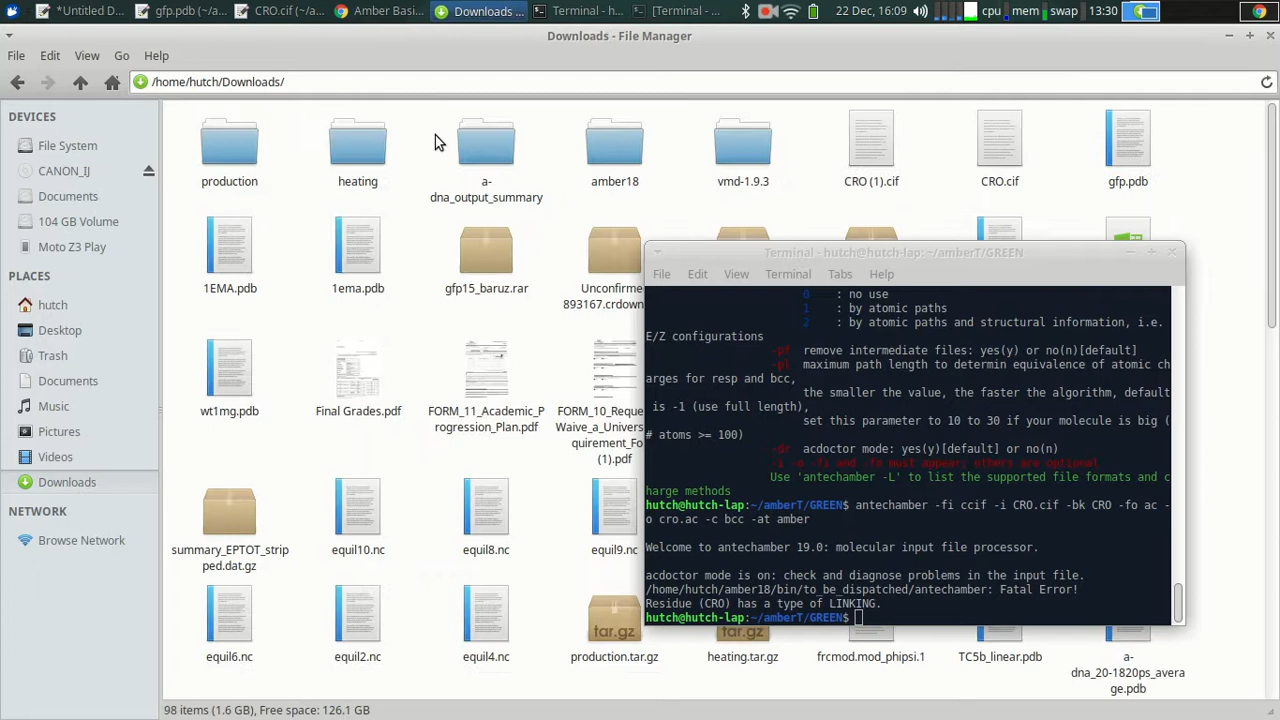 *Untitled D...
gfp.pdb (~/a...
CRO.cif (~/a...
Amber Basi...
Downloads ...
Terminal - h...
[Terminal - ...
22 Dec, 16:09
cpu
mem
swap
13:30
Downloads - File Manager
File Edit View Go Help
/home/hutch/Downloads/
DEVICES
File System
CANON_IJ
Documents
104 GB Volume
Moto Z3 Play
PLACES
hutch
Desktop
Trash
Documents
Music
Pictures
Videos
Downloads
NETWORK
Browse Network
production
heating
a-
dna_output_summary
amber18
vmd-1.9.3
CRO (1).cif
CRO.cif
gfp.pdb
1EMA.pdb
1ema.pdb
gfp15_baruz.rar
Unconfirme
893167.crdown
wt1mg.pdb
Final Grades.pdf
FORM_11_Academic_P
rogression_Plan.pdf
FORM_10_Reque
Waive_a_Univers
quirement_Fo
(1).pdf
summary_EPTOT_strip
ped.dat.gz
equil10.nc
equil8.nc
equil9.nc
equil6.nc
equil2.nc
equil4.nc
tar.gz
production.tar.gz
tar.gz
heating.tar.gz
frcmod.mod_phipsi.1
TC5b_linear.pdb
a-
dna_20-1820ps_avera
ge.pdb
98 items (1.6 GB), Free space: 126.1 GB
Terminal - hutch@hutch-lap: ~/amberT/GREEN
File Edit View Terminal Tabs Help
0 : no use
1 : by atomic paths
2 : by atomic paths and structural information, i.e.
E/Z configurations
-pf remove intermediate files: yes(y) or no(n)[default]
-pl maximum path length to determin equivalence of atomic ch
arges for resp and bcc,
the smaller the value, the faster the algorithm, default
is -1 (use full length),
set this parameter to 10 to 30 if your molecule is big (
# atoms >= 100)
-dr acdoctor mode: yes(y)[default] or no(n)
-i -o -fi and -fo must appear, others are optional
Use 'antechamber -L' to list the supported file formats and c
harge methods
hutch@hutch-lap:~/amberT/GREEN$ antechamber -fi ccif -i CRO.cif -bk CRO -fo ac -
o cro.ac -c bcc -at amber
Welcome to antechamber 19.0: molecular input file processor.
acdoctor mode is on: check and diagnose problems in the input file.
/home/hutch/amber18/bin/to_be_dispatched/antechamber: Fatal Error!
Residue (CRO) has a type of LINKING.
hutch@hutch-lap:~/amberT/GREEN$